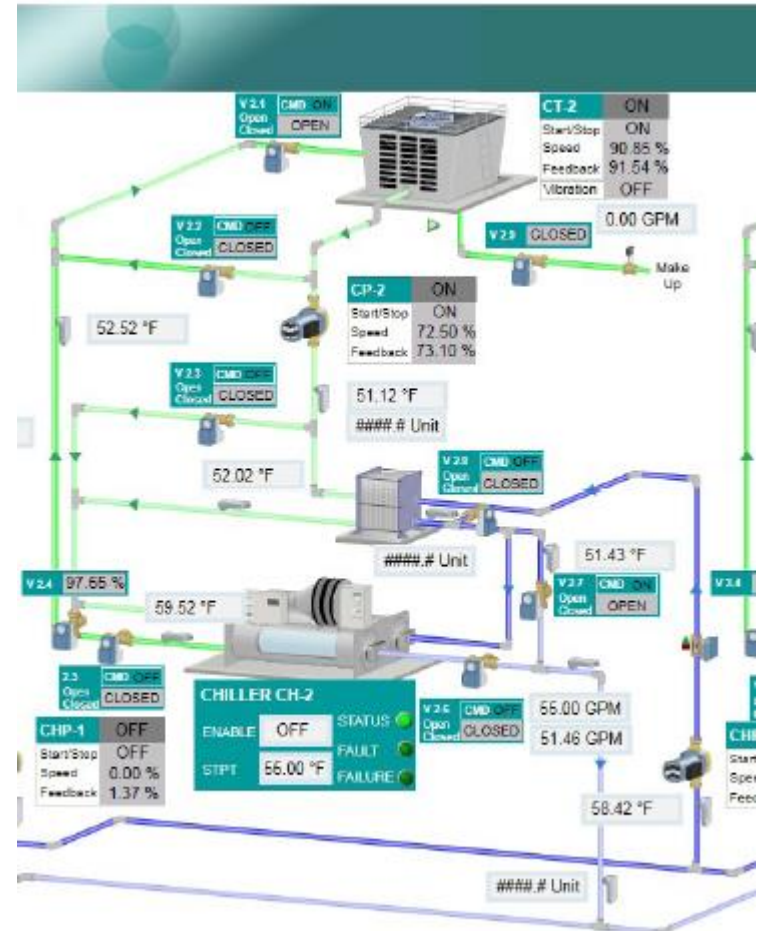 V 2.1 CMD ON
Open
Closed OPEN
CT-2 ON
Start/Stop ON
Speed 90.85 %
Feedback 91.54 %
Vibration OFF
V 2.2 CMD OFF
Open
Closed CLOSED
V 2.9 CLOSED
0.00 GPM
Make
Up
52.52 °F
CP-2 ON
Start/Stop ON
Speed 72.50 %
Feedback 73.10 %
V 2.3 CMD OFF
Open
Closed CLOSED
51.12 °F
####.# Unit
52.02 °F
CMD OFF
Open
Closed CLOSED
####.# Unit
51.43 °F
V 2.4 97.65 %
59.52 °F
V 2.7 CMD ON
Open
Closed OPEN
V 3.4
CMD OFF
Open
Closed CLOSED
CHILLER CH-2
ENABLE OFF STATUS
FAULT
STPT 55.00 °F FAILURE
V 2.6 CMD OFF
Open
Closed CLOSED
55.00 GPM
51.46 GPM
CHP-1 OFF
Start/Stop OFF
Speed 0.00 %
Feedback 1.37 %
58.42 °F
####.# Unit